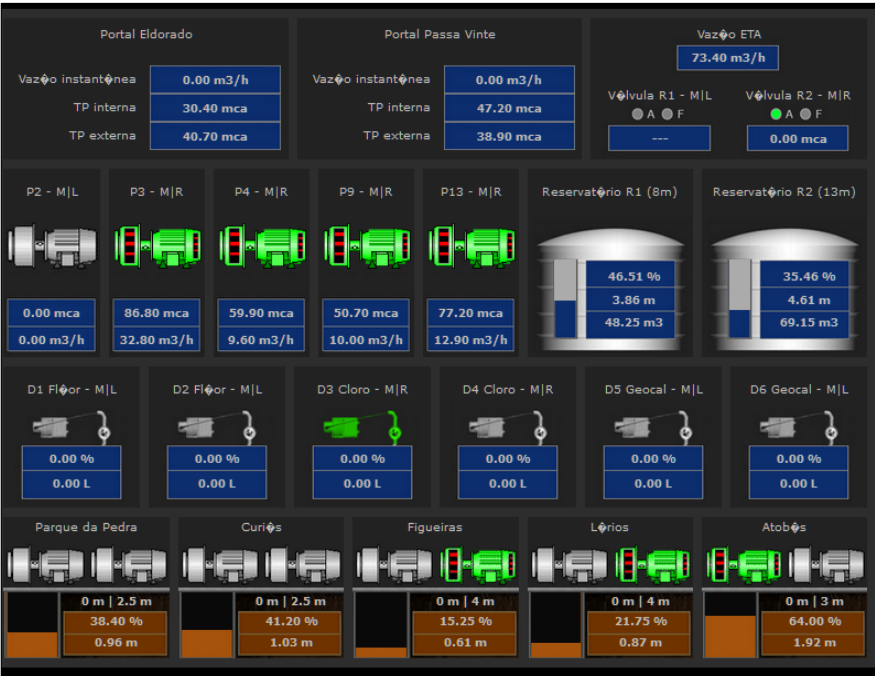 Portal Eldorado
Vaz�o instant�nea 0.00 m3/h
TP interna 30.40 mca
TP externa 40.70 mca
Portal Passa Vinte
Vaz�o instant�nea 0.00 m3/h
TP interna 47.20 mca
TP externa 38.90 mca
Vaz�o ETA
73.40 m3/h
V�lvula R1 - M|L
A F
---
V�lvula R2 - M|R
A F
0.00 mca
P2 - M|L
0.00 mca
0.00 m3/h
P3 - M|R
86.80 mca
32.80 m3/h
P4 - M|R
59.90 mca
9.60 m3/h
P9 - M|R
50.70 mca
10.00 m3/h
P13 - M|R
77.20 mca
12.90 m3/h
Reservat�rio R1 (8m)
46.51 %
3.86 m
48.25 m3
Reservat�rio R2 (13m)
35.46 %
4.61 m
69.15 m3
D1 Fl�or - M|L
0.00 %
0.00 L
D2 Fl�or - M|L
0.00 %
0.00 L
D3 Cloro - M|R
0.00 %
0.00 L
D4 Cloro - M|R
0.00 %
0.00 L
D5 Geocal - M|L
0.00 %
0.00 L
D6 Geocal - M|L
0.00 %
0.00 L
Parque da Pedra
0 m | 2.5 m
38.40 %
0.96 m
Curi�s
0 m | 2.5 m
41.20 %
1.03 m
Figueiras
0 m | 4 m
15.25 %
0.61 m
L�rios
0 m | 4 m
21.75 %
0.87 m
Atob�s
0 m | 3 m
64.00 %
1.92 m